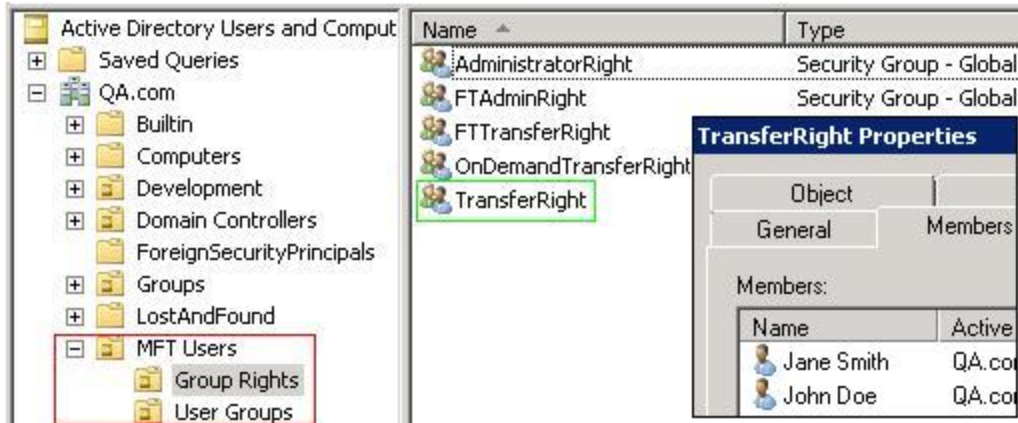 Active Directory Users and Comput
Saved Queries
QA.com
Builtin
Computers
Development
Domain Controllers
ForeignSecurityPrincipals
Groups
LostAndFound
MFT Users
Group Rights
User Groups
Name Type
AdministratorRight Security Group - Global
FTAdminRight Security Group - Global
FTTransferRight
OnDemandTransferRight
TransferRight
TransferRight Properties
Object
General Members
Members:
Name Active
Jane Smith QA.co
John Doe QA.co